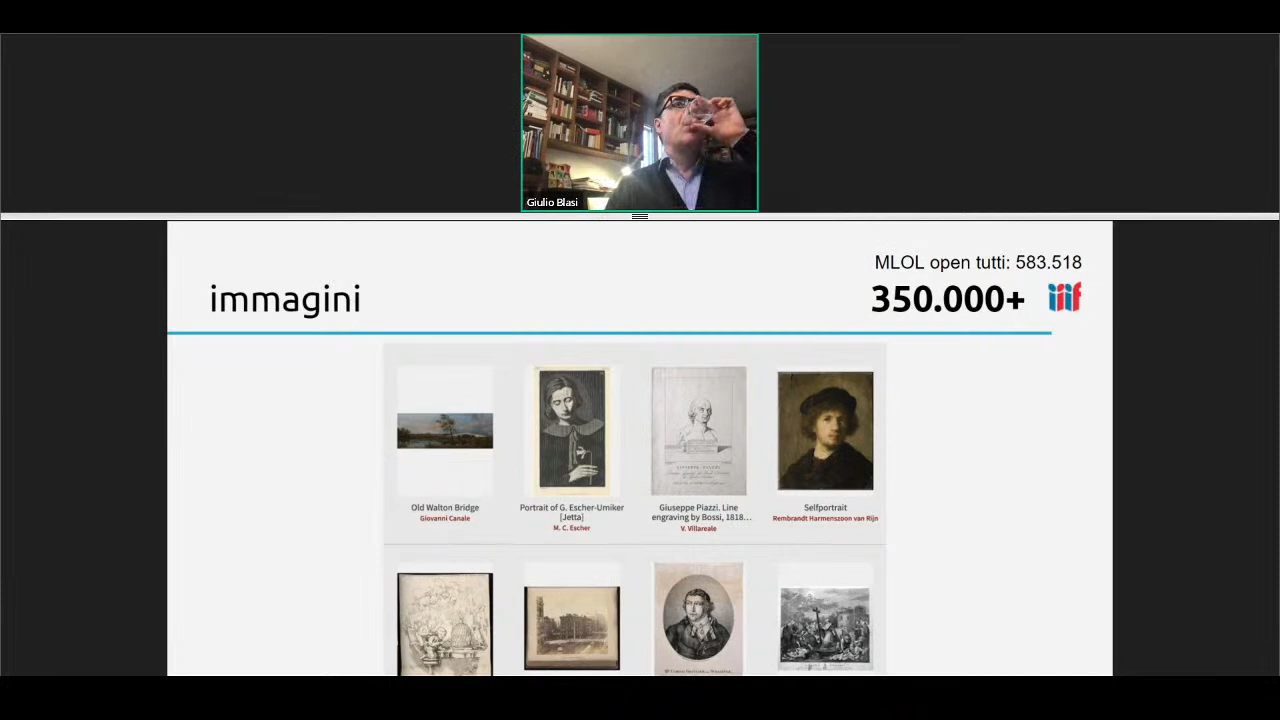 Giulio Blasi
MLOL open tutti: 583.518
immagini
350.000+ iiif
Old Walton Bridge
Giovanni Canale
Portrait of G. Escher-Umiker
[Jetta]
M. C. Escher
Giuseppe Piazzi. Line
engraving by Bossi, 1818...
V. Villareale
Selfportrait
Rembrandt Harmenszoon van Rijn